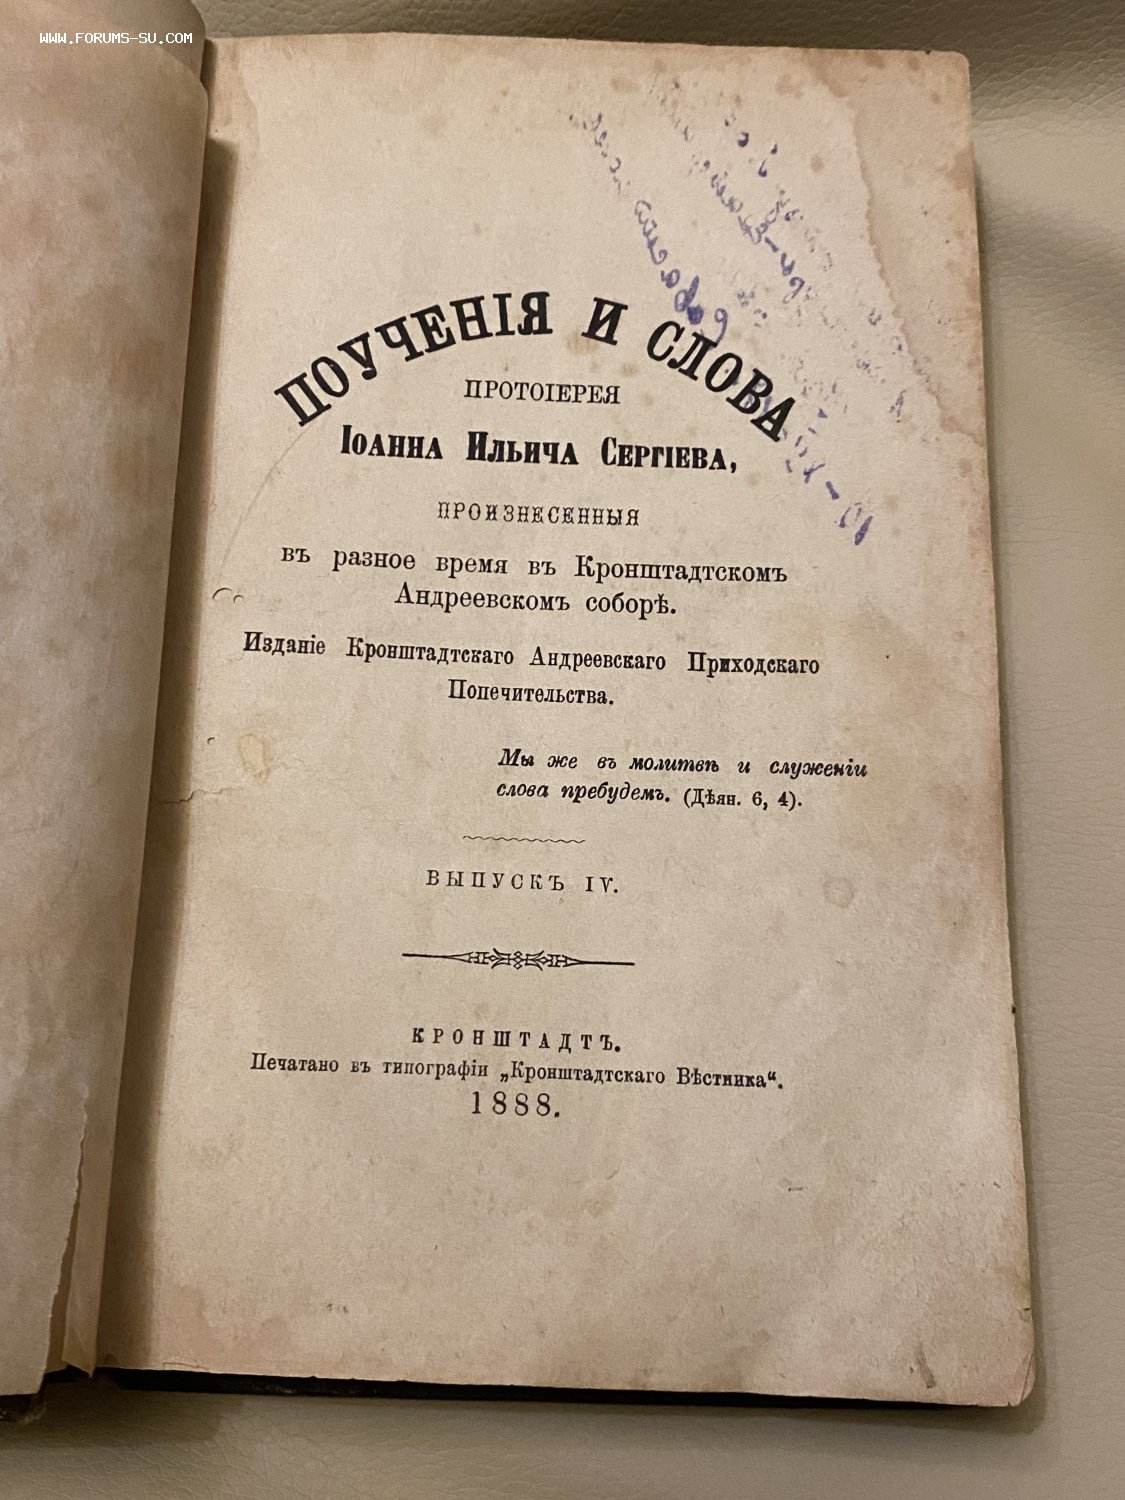 WWW.FORUMS-SU.COM
ПОУЧЕНІЯ И СЛОВА
ПРОТОІЕРЕЯ
ІОАННА ИЛЬИЧА СЕРГІЕВА,
ПРОИЗНЕСЕННЫЯ
въ разное время въ Кронштадтскомъ
Андреевскомъ соборѣ.
Изданіе Кронштадтскаго Андреевскаго Приходскаго
Попечительства.
Мы же въ молитвѣ и служеніи
слова пребудемъ. (Дѣян. 6, 4).
ВЫПУСКЪ IV.
КРОНШТАДТЪ.
Печатано въ типографіи „Кронштадтскаго Вѣстника“.
1888.